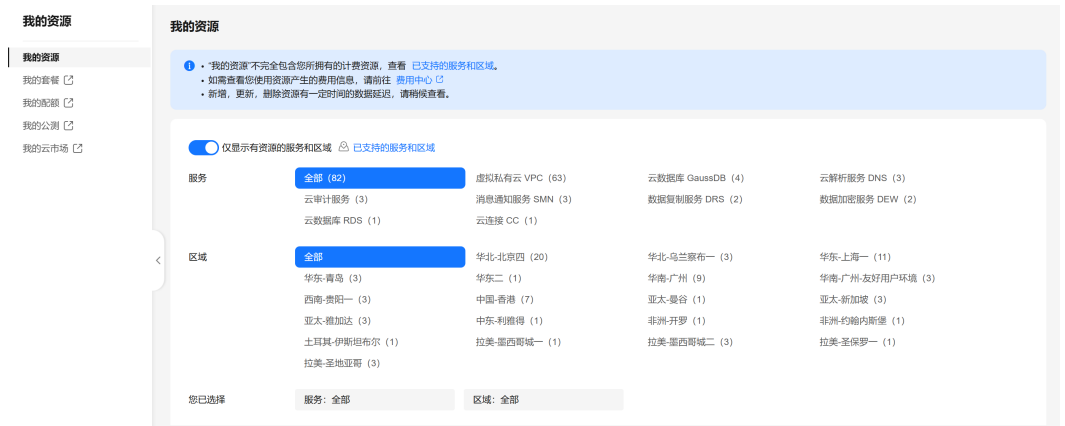 我的资源
我的资源
我的套餐
我的配额
我的公测
我的云市场
我的资源
• “我的资源”不完全包含您所拥有的计费资源，查看 已支持的服务和区域。
• 如需查看您使用资源产生的费用信息，请前往 费用中心
• 新增，更新，删除资源有一定时间的数据延迟，请稍候查看。
仅显示有资源的服务和区域 已支持的服务和区域
服务 全部（82） 虚拟私有云 VPC（63） 云数据库 GaussDB（4） 云解析服务 DNS（3）
云审计服务（3） 消息通知服务 SMN（3） 数据复制服务 DRS（2） 数据加密服务 DEW（2）
云数据库 RDS（1） 云连接 CC（1）
区域 全部 华北-北京四（20） 华北-乌兰察布一（3） 华东-上海一（11）
华东-青岛（3） 华东二（1） 华南-广州（9） 华南-广州-友好用户环境（3）
西南-贵阳一（3） 中国-香港（7） 亚太-曼谷（1） 亚太-新加坡（3）
亚太-雅加达（3） 中东-利雅得（1） 非洲-开罗（1） 非洲-约翰内斯堡（1）
土耳其-伊斯坦布尔（1） 拉美-墨西哥城一（1） 拉美-墨西哥城二（3） 拉美-圣保罗一（1）
拉美-圣地亚哥（3）
您已选择 服务：全部 区域：全部